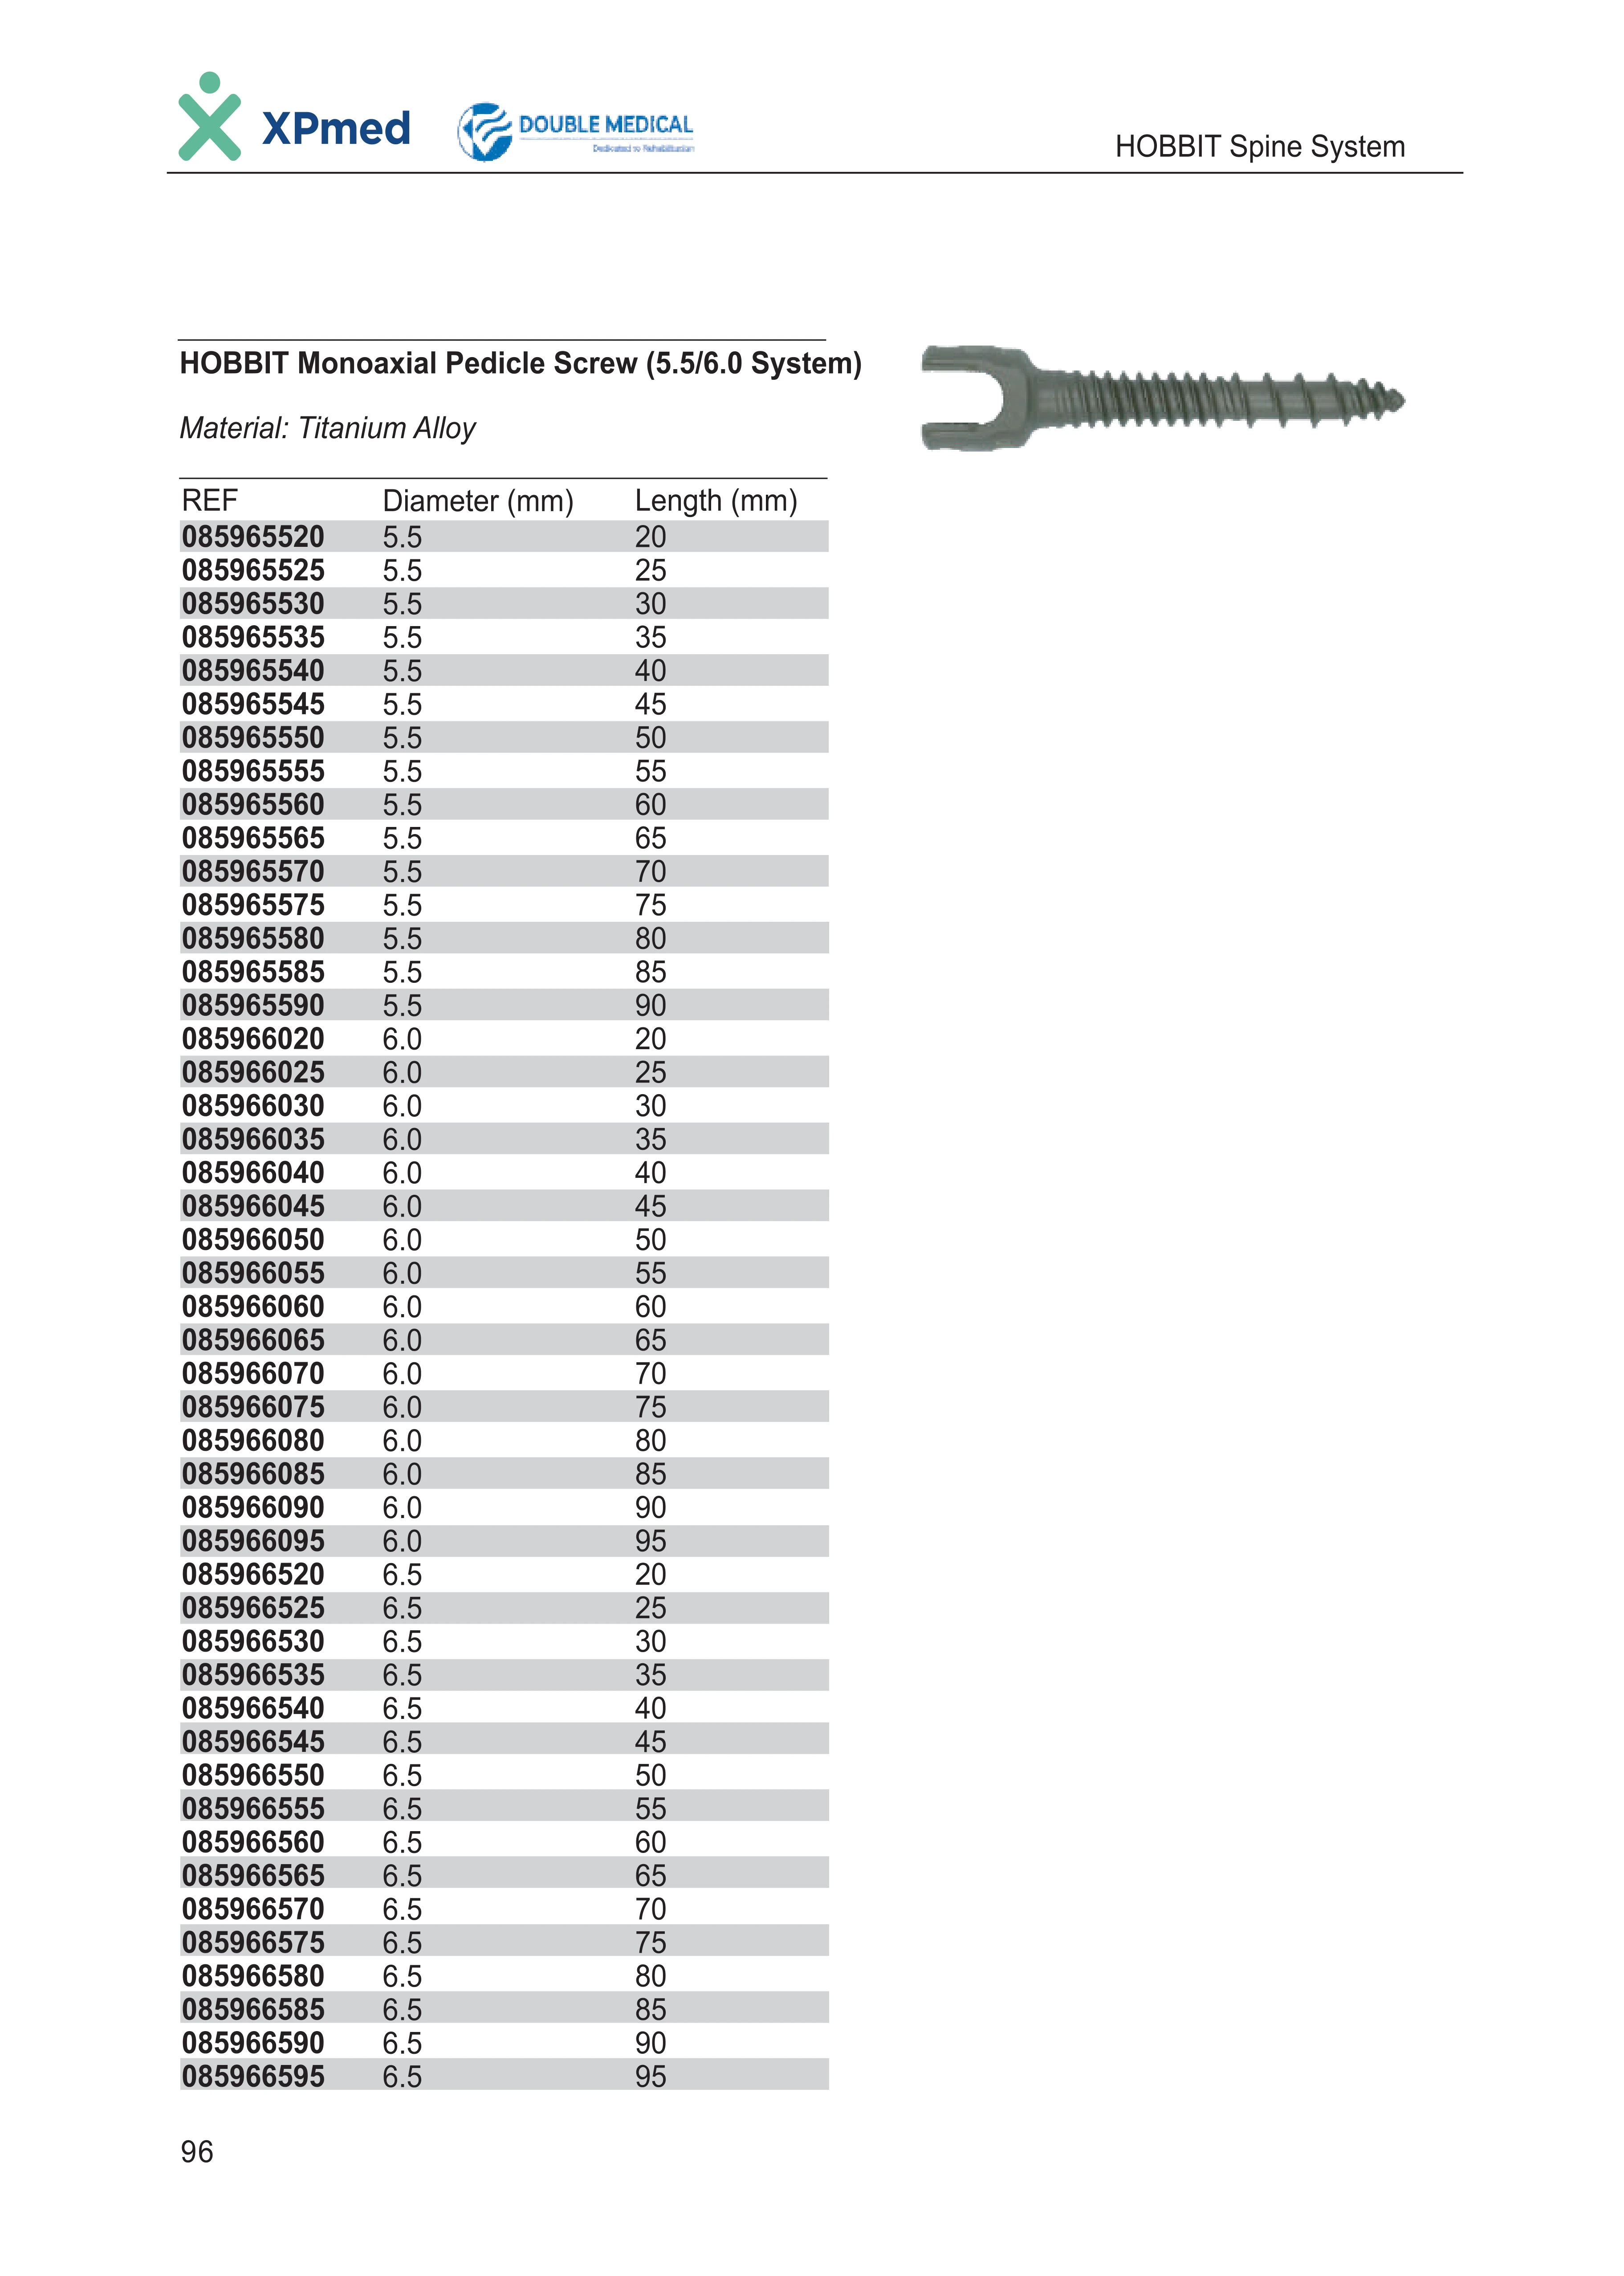 XPmed
DOUBLE MEDICAL
Dedicated to Rehabilitation
HOBBIT Spine System
HOBBIT Monoaxial Pedicle Screw (5.5/6.0 System)
Material: Titanium Alloy
REF Diameter (mm) Length (mm)
085965520 5.5 20
085965525 5.5 25
085965530 5.5 30
085965535 5.5 35
085965540 5.5 40
085965545 5.5 45
085965550 5.5 50
085965555 5.5 55
085965560 5.5 60
085965565 5.5 65
085965570 5.5 70
085965575 5.5 75
085965580 5.5 80
085965585 5.5 85
085965590 5.5 90
085966020 6.0 20
085966025 6.0 25
085966030 6.0 30
085966035 6.0 35
085966040 6.0 40
085966045 6.0 45
085966050 6.0 50
085966055 6.0 55
085966060 6.0 60
085966065 6.0 65
085966070 6.0 70
085966075 6.0 75
085966080 6.0 80
085966085 6.0 85
085966090 6.0 90
085966095 6.0 95
085966520 6.5 20
085966525 6.5 25
085966530 6.5 30
085966535 6.5 35
085966540 6.5 40
085966545 6.5 45
085966550 6.5 50
085966555 6.5 55
085966560 6.5 60
085966565 6.5 65
085966570 6.5 70
085966575 6.5 75
085966580 6.5 80
085966585 6.5 85
085966590 6.5 90
085966595 6.5 95
96